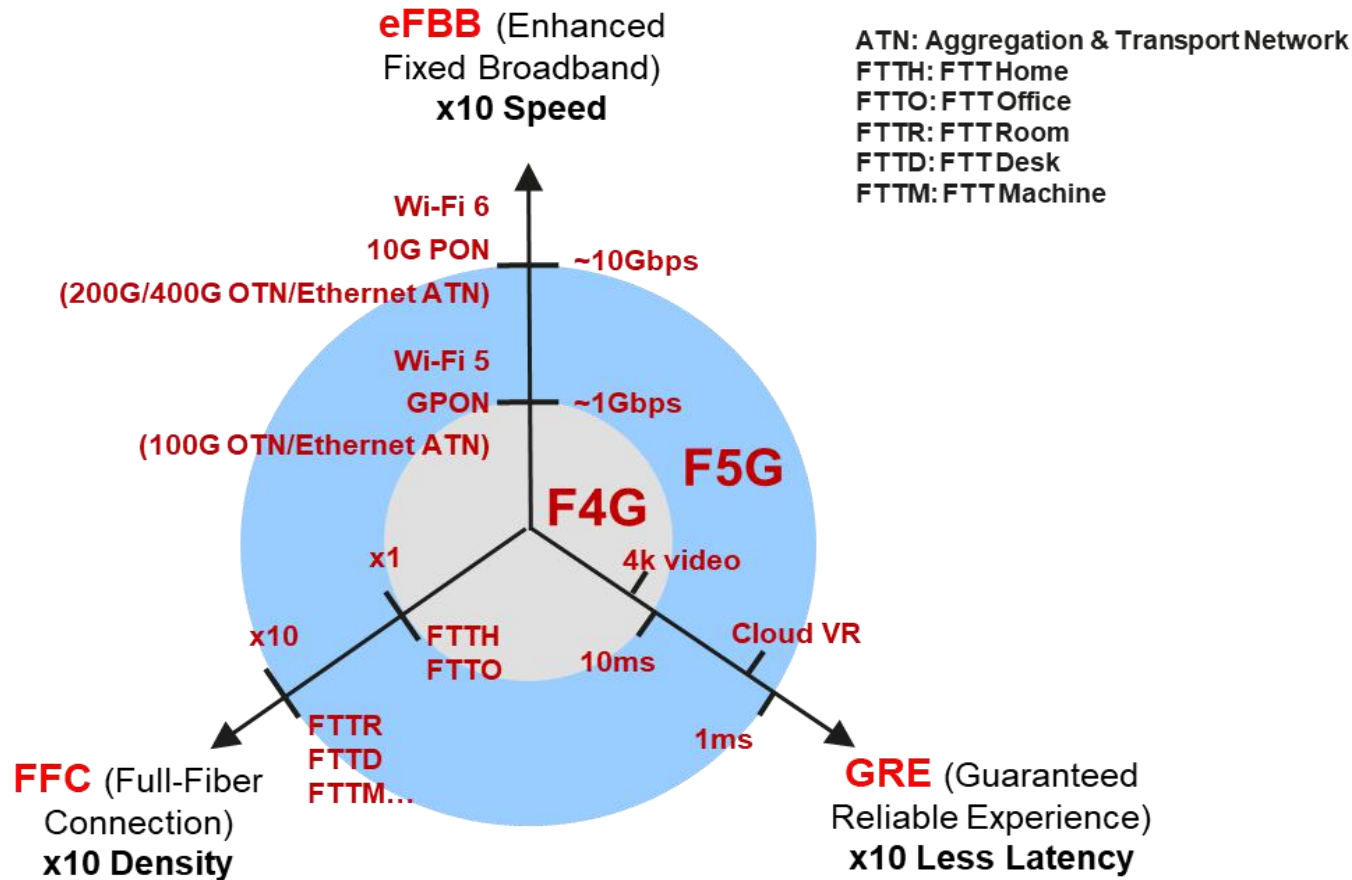 eFBB (Enhanced
Fixed Broadband)
x10 Speed
ATN: Aggregation & Transport Network
FTTH: FTT Home
FTTO: FTT Office
FTTR: FTT Room
FTTD: FTT Desk
FTTM: FTT Machine
Wi-Fi 6
10G PON
~10Gbps
(200G/400G OTN/Ethernet ATN)
Wi-Fi 5
GPON
~1Gbps
(100G OTN/Ethernet ATN)
F5G
F4G
x1
4k video
x10
FTTH
FTTO
10ms
Cloud VR
FTTR
FTTD
FTTM...
1ms
FFC (Full-Fiber
Connection)
x10 Density
GRE (Guaranteed
Reliable Experience)
x10 Less Latency